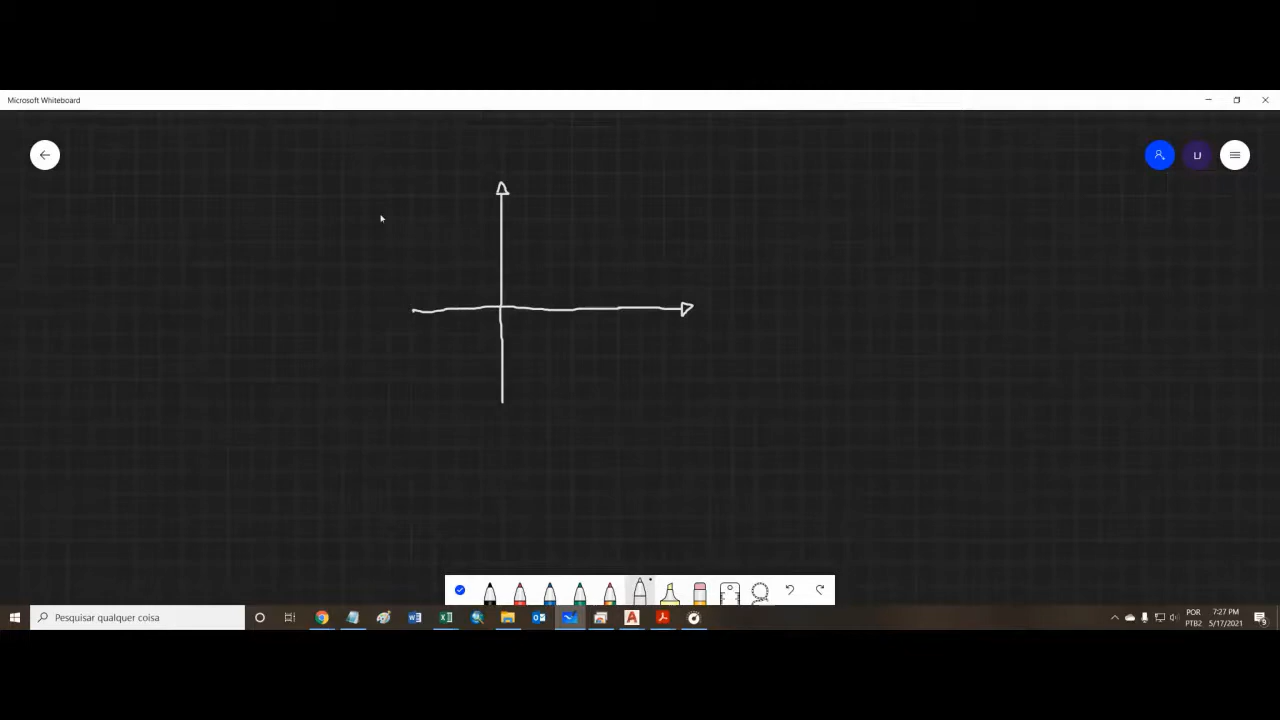 Microsoft Whiteboard
U
Pesquisar qualquer coisa
POR
PTB2
7:27 PM
5/17/2021